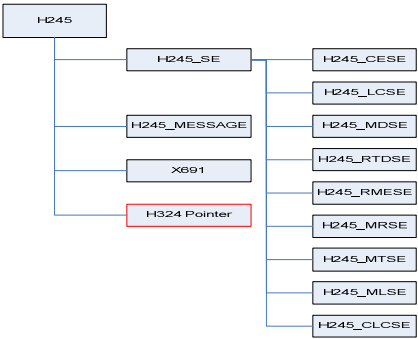 H245
H245_SE
H245_MESSAGE
X691
H324 Pointer
H245_CESE
H245_LCSE
H245_MDSE
H245_RTDSE
H245_RMESE
H245_MRSE
H245_MTSE
H245_MLSE
H245_CLCSE